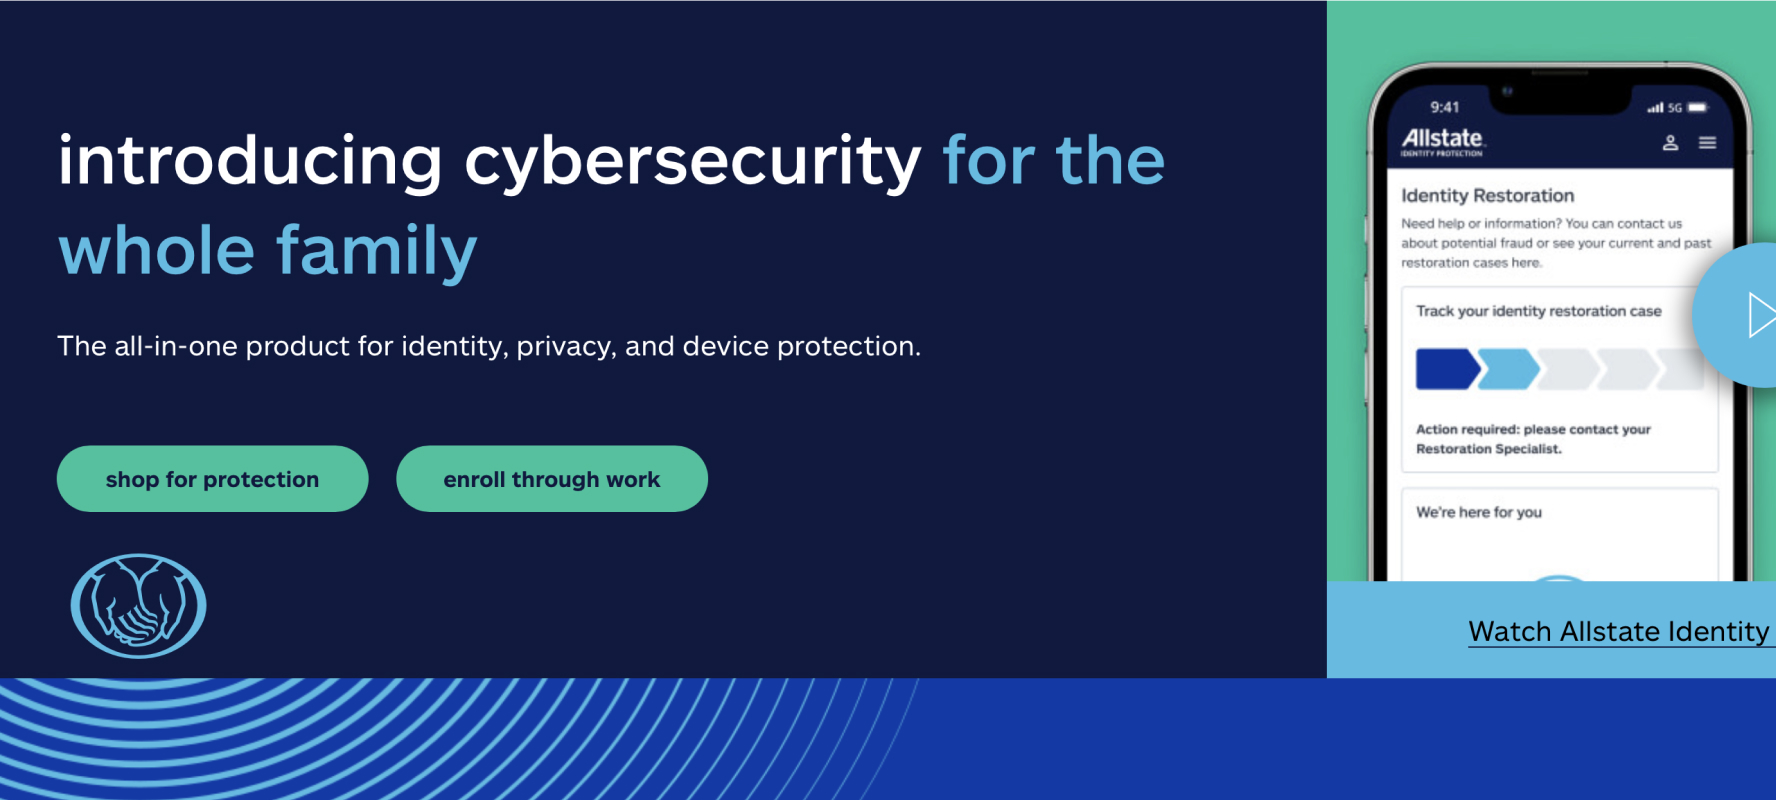 introducing cybersecurity for the
whole family
The all-in-one product for identity, privacy, and device protection.
shop for protection
enroll through work
9:41
5G
Allstate
IDENTITY PROTECTION
Identity Restoration
Need help or information? You can contact us
about potential fraud or see your current and past
restoration cases here.
Track your identity restoration case
Action required: please contact your
Restoration Specialist.
We're here for you
Watch Allstate Identity